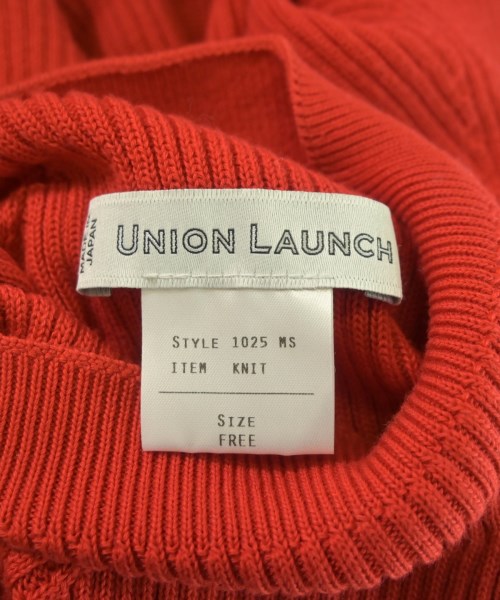 MADE IN
JAPAN
UNION LAUNCH
STYLE 1025 MS
ITEM KNIT
SIZE
FREE